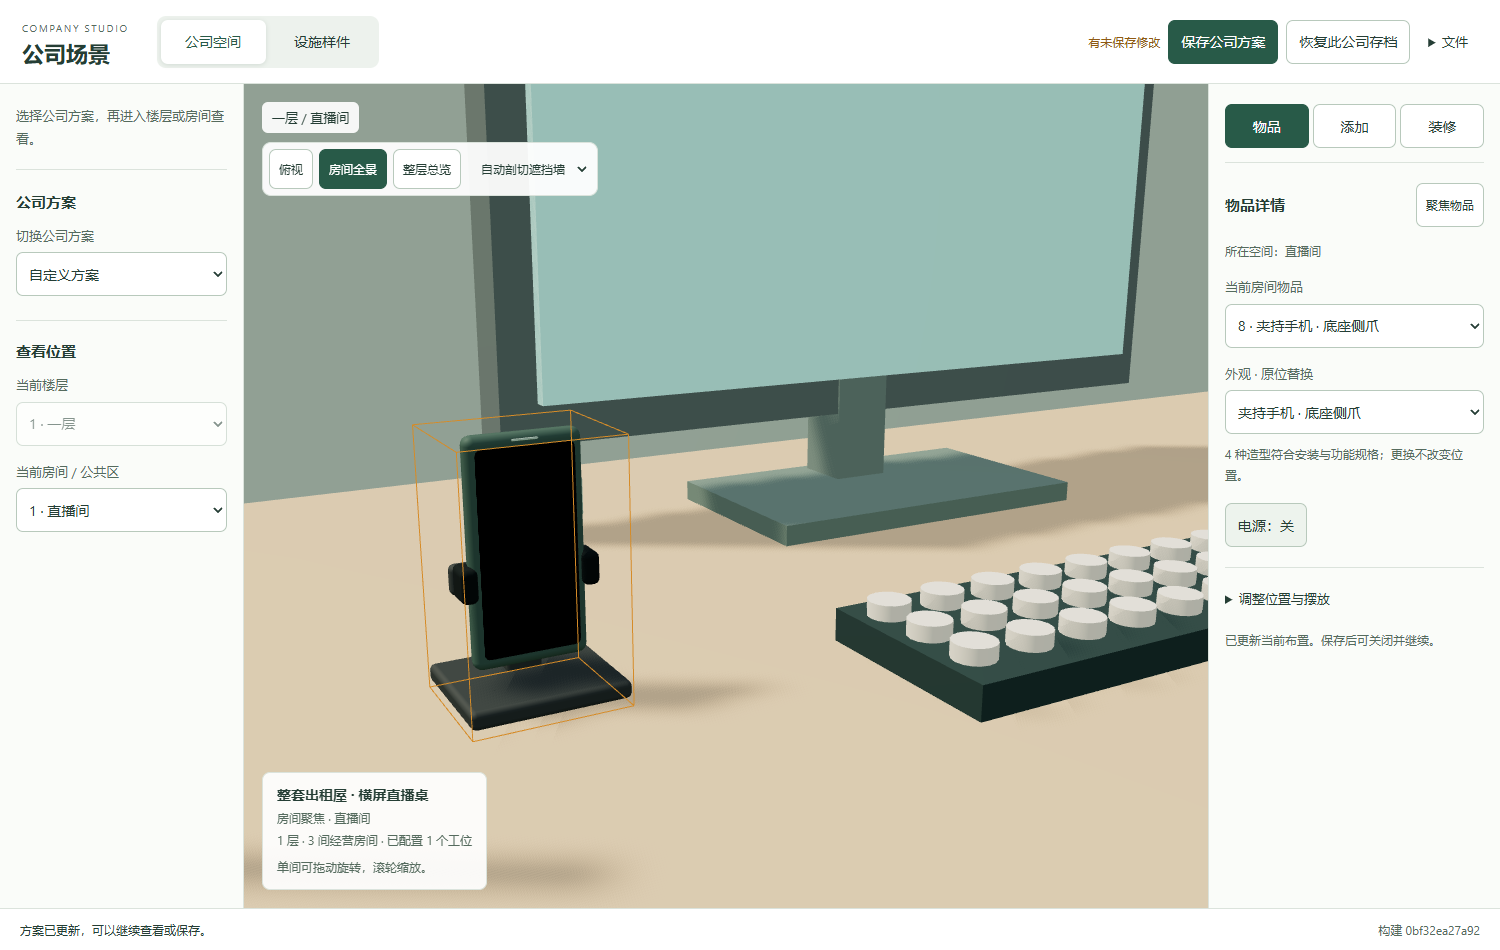 COMPANY STUDIO
公司场景
公司空间
设施样件
有未保存修改
保存公司方案
恢复此公司存档
文件
选择公司方案，再进入楼层或房间查
看。
公司方案
切换公司方案
自定义方案
查看位置
当前楼层
1 · 一层
当前房间 / 公共区
1 · 直播间
一层 / 直播间
俯视
房间全景
整层总览
自动剖切遮挡墙
整套出租屋 · 横屏直播桌
房间聚焦 · 直播间
1 层 · 3 间经营房间 · 已配置 1 个工位
单间可拖动旋转，滚轮缩放。
物品
添加
装修
物品详情
聚焦物品
所在空间：直播间
当前房间物品
8 · 夹持手机 · 底座侧爪
外观 · 原位替换
夹持手机 · 底座侧爪
4 种造型符合安装与功能规格；更换不改变位
置。
电源：关
调整位置与摆放
已更新当前布置。保存后可关闭并继续。
方案已更新，可以继续查看或保存。
构建 0bf32ea27a92